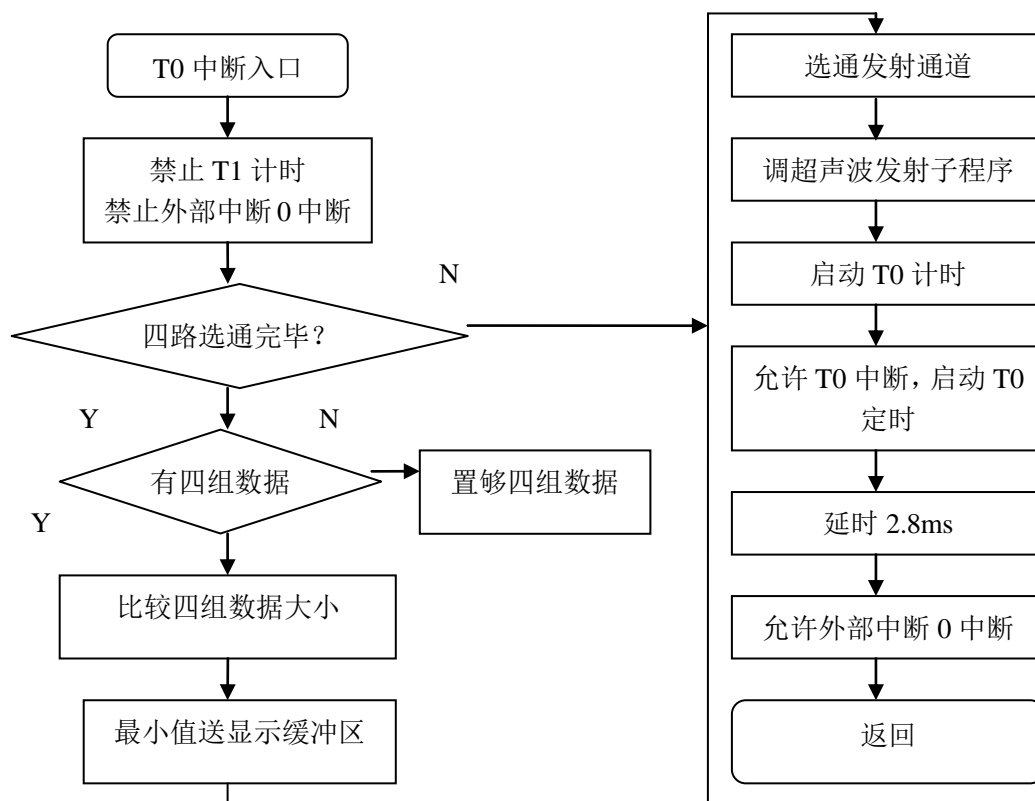 T0 中断入口
禁止 T1 计时
禁止外部中断 0 中断
N
四路选通完毕？
Y
N
有四组数据
置够四组数据
Y
比较四组数据大小
最小值送显示缓冲区
选通发射通道
调超声波发射子程序
启动 T0 计时
允许 T0 中断，启动 T0
定时
延时 2.8ms
允许外部中断 0 中断
返回